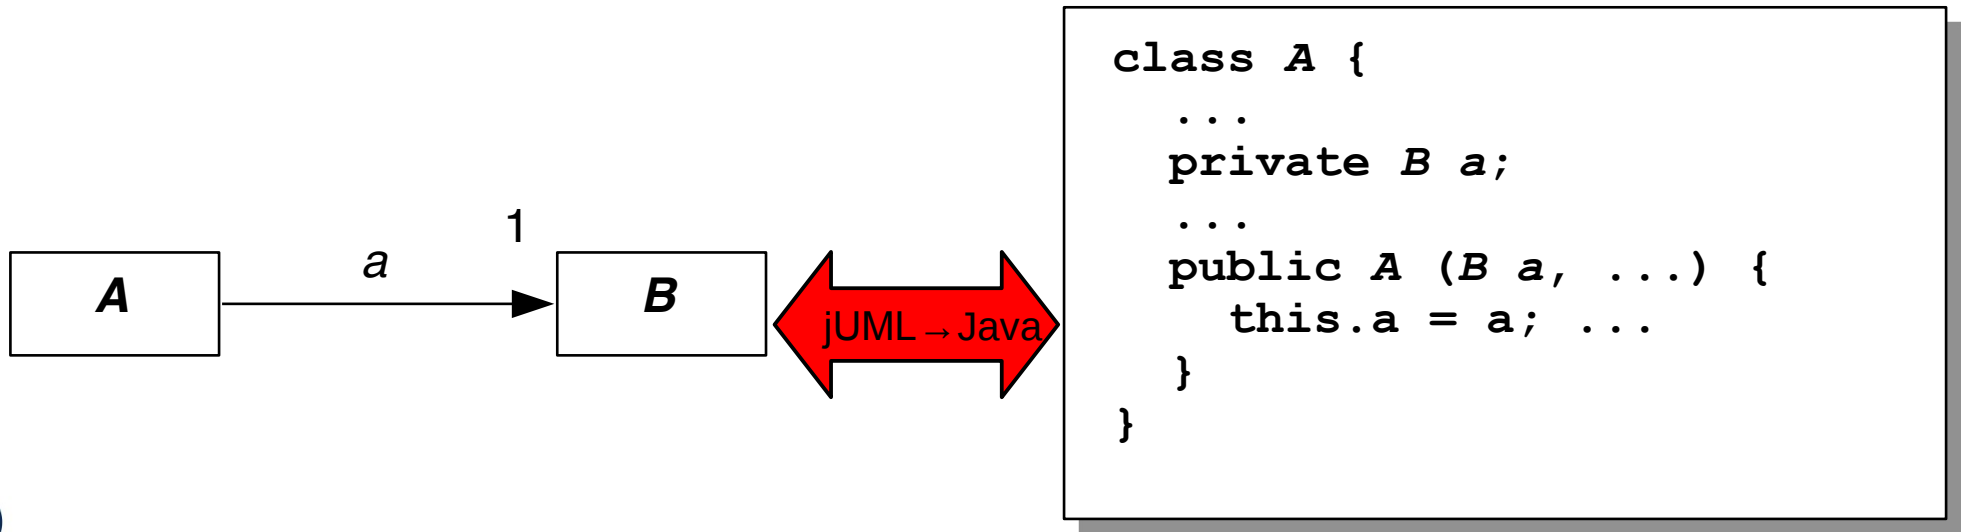 A
a
1
B
jUML→Java
class A {
...
private B a;
...
public A (B a, ...) {
this.a = a; ...
}
}